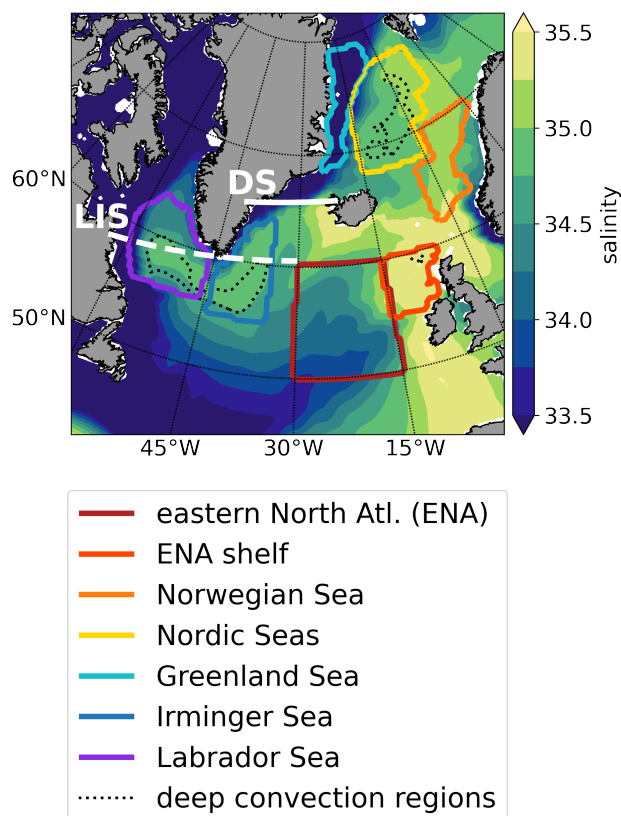 35.5
35.0
34.5
34.0
33.5
salinity
60°N
50°N
DS
LIS
45°W 30°W 15°W
eastern North Atl. (ENA)
ENA shelf
Norwegian Sea
Nordic Seas
Greenland Sea
Irminger Sea
Labrador Sea
deep convection regions